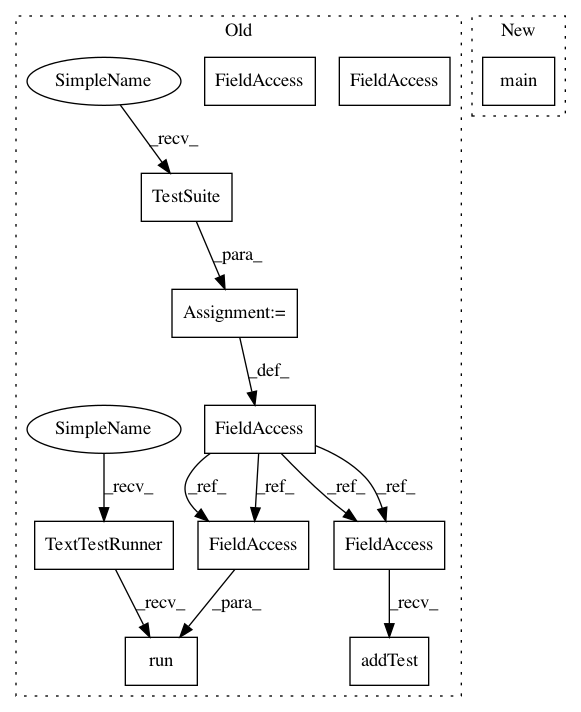 Old
New
SimpleName
FieldAccess
FieldAccess
main
_recv_
TestSuite
_para_
Assignment:=
_def_
SimpleName
FieldAccess
_recv_
_ref_
_ref_
_ref_
_ref_
TextTestRunner
FieldAccess
FieldAccess
_recv_
_para_
_recv_
run
addTest